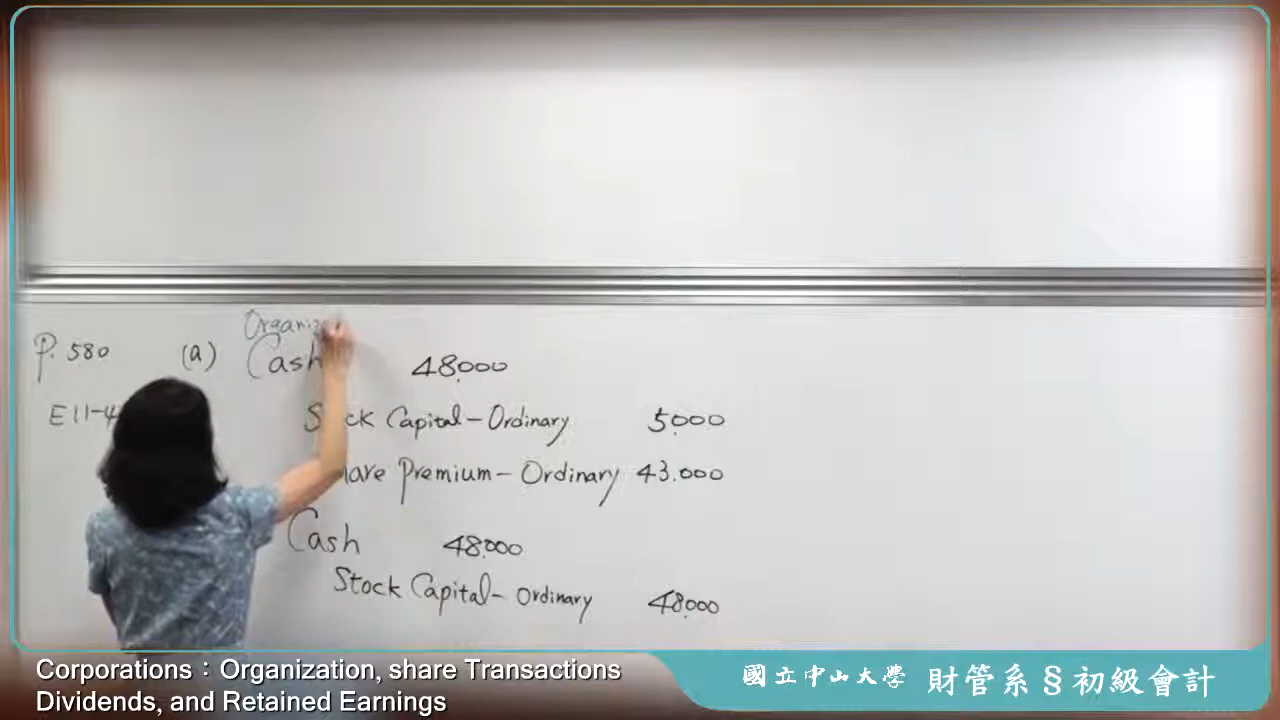 Organiz
P. 580 (a) Cash 48,000
E11-4 Stock Capital-Ordinary 5,000
Share Premium-Ordinary 43,000
Cash 48,000
Stock Capital-Ordinary 48,000
Corporations：Organization, share Transactions
Dividends, and Retained Earnings
國立中山大學 財管系§初級會計